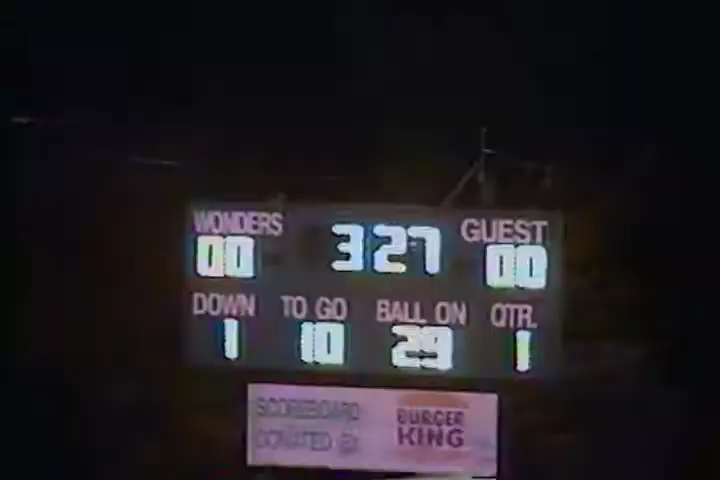 WONDERS 3 27 GUEST
00 00
DOWN TO GO BALL ON QTR.
1 10 29 1
SCOREBOARD
DONATED BY
BURGER
KING